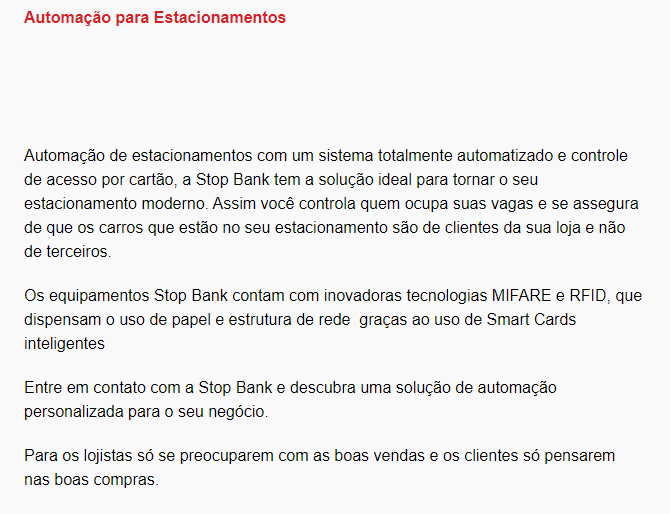 Automação para Estacionamentos
Automação de estacionamentos com um sistema totalmente automatizado e controle
de acesso por cartão, a Stop Bank tem a solução ideal para tornar o seu
estacionamento moderno. Assim você controla quem ocupa suas vagas e se assegura
de que os carros que estão no seu estacionamento são de clientes da sua loja e não
de terceiros.
Os equipamentos Stop Bank contam com inovadoras tecnologias MIFARE e RFID, que
dispensam o uso de papel e estrutura de rede  graças ao uso de Smart Cards
inteligentes
Entre em contato com a Stop Bank e descubra uma solução de automação
personalizada para o seu negócio.
Para os lojistas só se preocuparem com as boas vendas e os clientes só pensarem
nas boas compras.